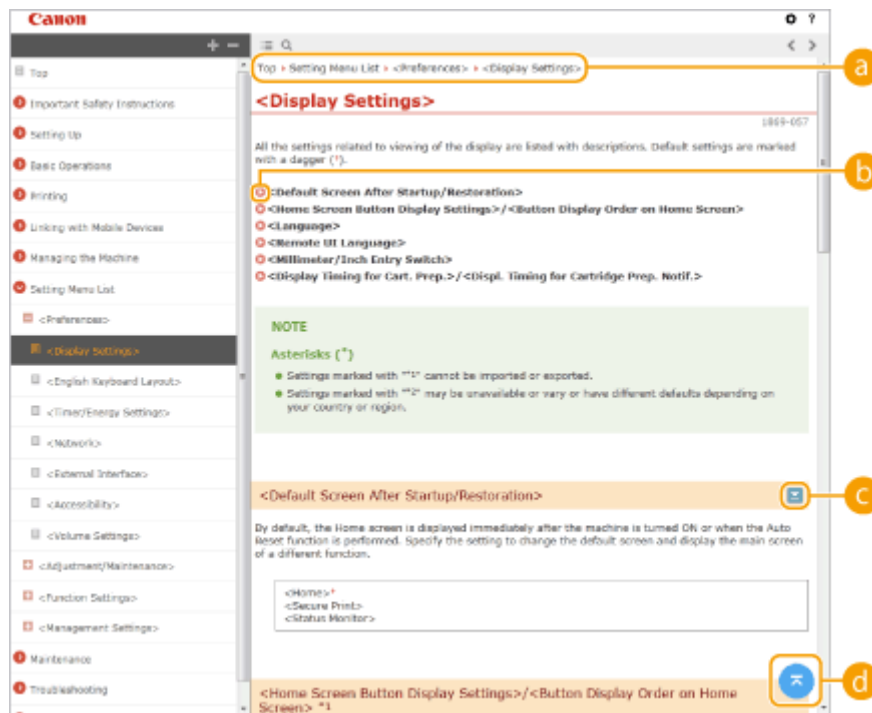 Canon
?
+ −
< >
Top
Important Safety Instructions
Setting Up
Basic Operations
Printing
Linking with Mobile Devices
Managing the Machine
Setting Menu List
<Preferences>
<Display Settings>
<English Keyboard Layout>
<Timer/Energy Settings>
<Network>
<External Interface>
<Accessibility>
<Volume Settings>
<Adjustment/Maintenance>
<Function Settings>
<Management Settings>
Maintenance
Troubleshooting
Top › Setting Menu List › <Preferences> › <Display Settings>
<Display Settings>
1869-057
All the settings related to viewing of the display are listed with descriptions. Default settings are marked
with a dagger (*).
<Default Screen After Startup/Restoration>
<Home Screen Button Display Settings>/<Button Display Order on Home Screen>
<Language>
<Remote UI Language>
<Millimeter/Inch Entry Switch>
<Display Timing for Cart. Prep.>/<Displ. Timing for Cartridge Prep. Notif.>
NOTE
Asterisks (*)
Settings marked with "*1" cannot be imported or exported.
Settings marked with "*2" may be unavailable or vary or have different defaults depending on
your country or region.
<Default Screen After Startup/Restoration>
By default, the Home screen is displayed immediately after the machine is turned ON or when the Auto
Reset function is performed. Specify the setting to change the default screen and display the main screen
of a different function.
<Home>*
<Secure Print>
<Status Monitor>
<Home Screen Button Display Settings>/<Button Display Order on Home
Screen> *1
a
b
c
d